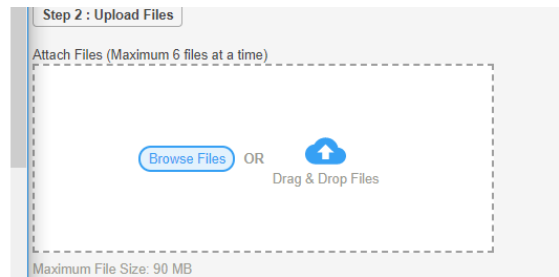 Step 2 : Upload Files
Attach Files (Maximum 6 files at a time)
Browse Files OR
Drag & Drop Files
Maximum File Size: 90 MB